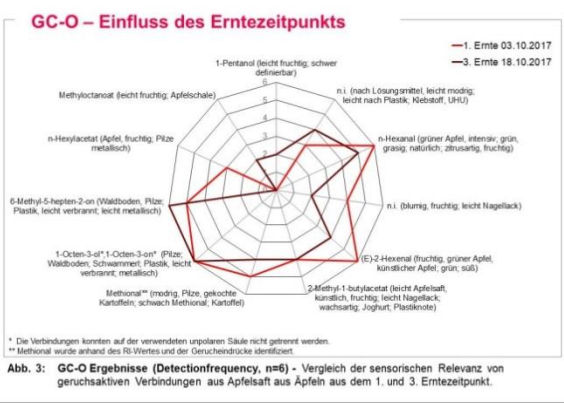 GC-O – Einfluss des Erntezeitpunkts
1. Ernte 03.10.2017
3. Ernte 18.10.2017
1-Pentanol (leicht fruchtig; schwer
definierbar)
6
5
4
3
2
n.i. (nach Lösungsmittel, leicht modrig;
leicht nach Plastik; Klebstoff, UHU)
n-Hexanal (grüner Apfel, intensiv; grün,
grasig; natürlich; zitrusartig, fruchtig)
n.i. (blumig, fruchtig; leicht Nagellack)
(E)-2-Hexenal (fruchtig, grüner Apfel,
künstlicher Apfel, grün; süß)
2-Methyl-1-butylacetat (leicht Apfelsaft,
künstlich, fruchtig; leicht Nagellack;
wachsartig; Joghurt; Plastiknote)
Methional** (modrig, Pilze, gekochte
Kartoffeln; schwach Methional; Kartoffel)
1-Octen-3-ol*,1-Octen-3-on* (Pilze;
Waldboden; Schwammerl; Plastik, leicht
verbrannt; metallisch)
6-Methyl-5-hepten-2-on (Waldboden, Pilze;
Plastik, leicht verbrannt; leicht metallisch)
n-Hexylacetat (Apfel, fruchtig; Pilze
metallisch)
Methyloctanoat (leicht fruchtig; Apfelschale)
* Die Verbindungen konnten auf der verwendeten unpolaren Säule nicht getrennt werden.
** Methional wurde anhand des RI-Wertes und der Gerucheindrücke identifiziert.
Abb. 3: GC-O Ergebnisse (Detectionfrequency, n=6) - Vergleich der sensorischen Relevanz von
geruchsaktiven Verbindungen aus Apfelsaft aus Äpfeln aus dem 1. und 3. Erntezeitpunkt.